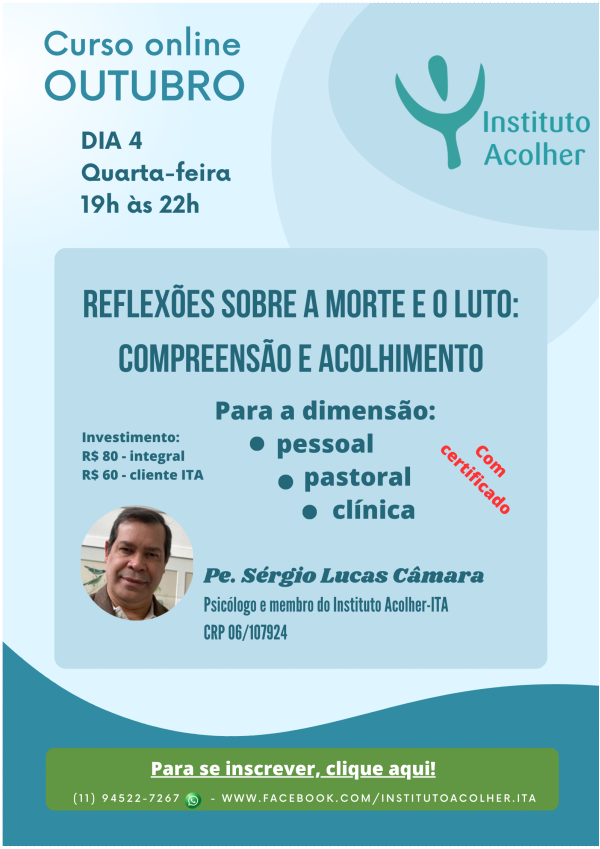 Curso online
OUTUBRO
DIA 4
Quarta-feira
19h às 22h
Instituto
Acolher
REFLEXÕES SOBRE A MORTE E O LUTO:
COMPREENSÃO E ACOLHIMENTO
Para a dimensão:
pessoal
pastoral
clínica
Investimento:
R$ 80 - integral
R$ 60 - cliente ITA
Com
certificado
Pe. Sérgio Lucas Câmara
Psicólogo e membro do Instituto Acolher-ITA
CRP 06/107924
Para se inscrever, clique aqui!
(11) 94522-7267 - WWW.FACEBOOK.COM/INSTITUTOACOLHER.ITA